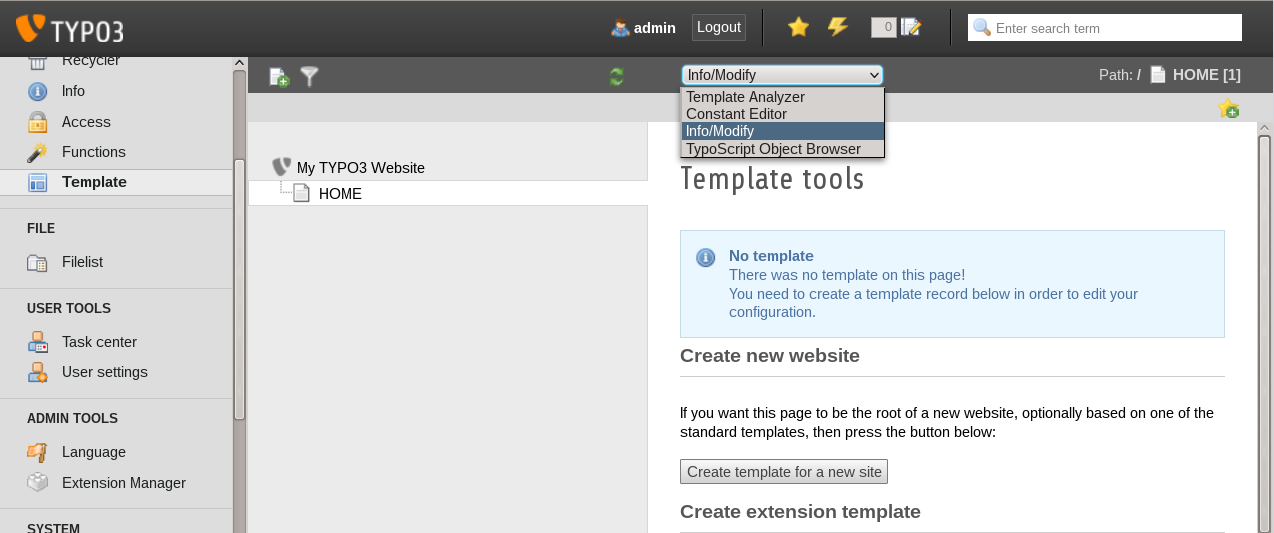 TYPO3
admin
Logout
0
Enter search term
Recycler
Info
Access
Functions
Template
FILE
Filelist
USER TOOLS
Task center
User settings
ADMIN TOOLS
Language
Extension Manager
SYSTEM
My TYPO3 Website
HOME
Info/Modify
Path: / HOME [1]
Template Analyzer
Constant Editor
Info/Modify
TypoScript Object Browser
Template tools
No template
There was no template on this page!
You need to create a template record below in order to edit your
configuration.
Create new website
If you want this page to be the root of a new website, optionally based on one of the
standard templates, then press the button below:
Create template for a new site
Create extension template